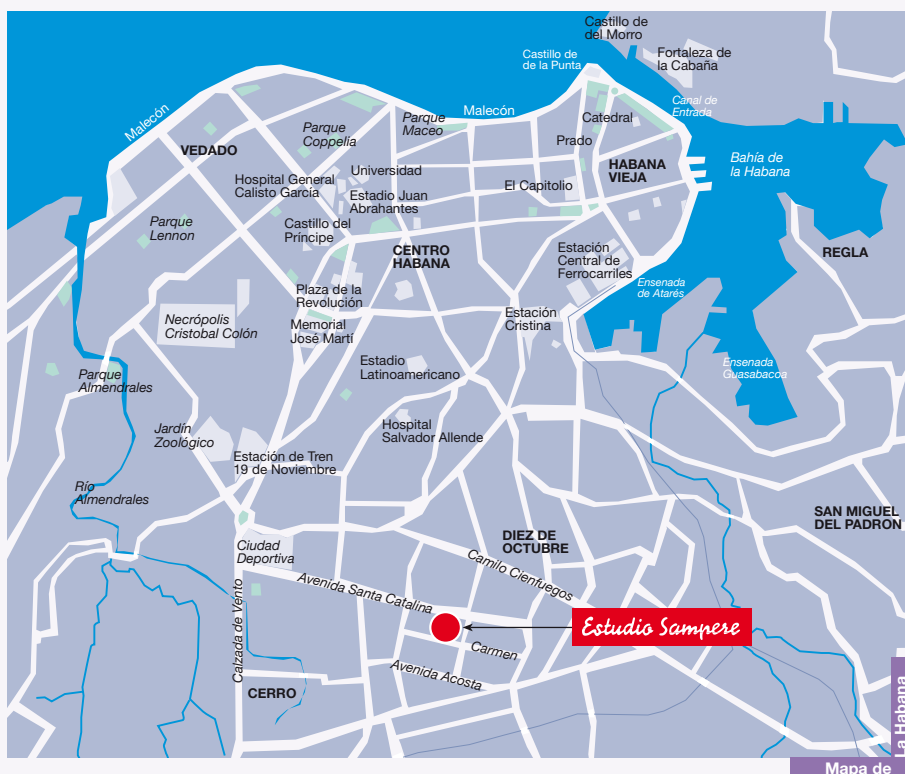 Castillo de
del Morro
Fortaleza de
la Cabaña
Castillo de
de la Punta
Canal de
Entrada
Malecón
Malecón
Parque
Maceo
Parque
Coppelia
Catedral
Prado
VEDADO
HABANA
VIEJA
Bahía de
la Habana
Universidad
Hospital General
Calisto García
El Capitolio
Estadio Juan
Abrahantes
Parque
Lennon
Castillo del
Príncipe
CENTRO
HABANA
Estación
Central de
Ferrocarriles
REGLA
Ensenada
de Atarés
Plaza de la
Revolución
Necrópolis
Cristobal Colón
Memorial
José Martí
Estación
Cristina
Parque
Almendrales
Estadio
Latinoamericano
Ensenada
Guasabacoa
Jardín
Zoológico
Hospital
Salvador Allende
Estación de Tren
19 de Noviembre
Río
Almendrales
SAN MIGUEL
DEL PADRON
DIEZ DE
OCTUBRE
Ciudad
Deportiva
Camilo Cienfuegos
Avenida Santa Catalina
Estudio Sampere
Calzada de Vento
Carmen
Avenida Acosta
CERRO
Mapa de
La Habana